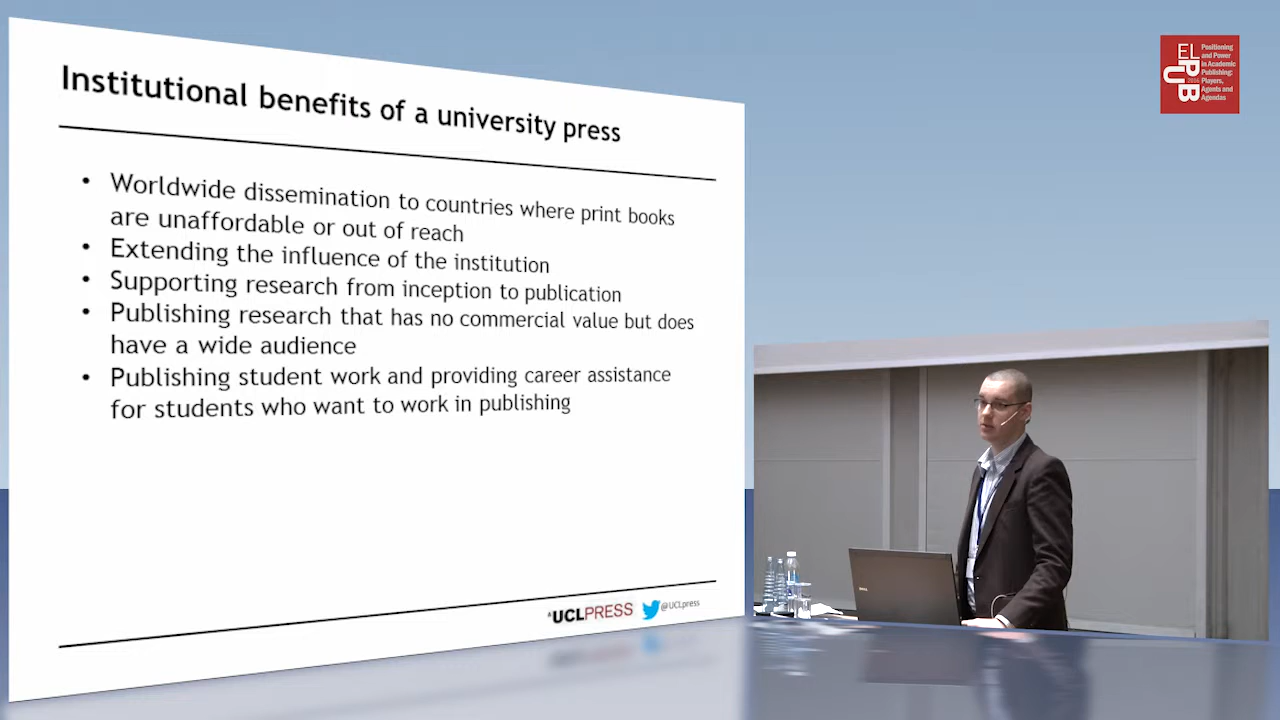 Institutional benefits of a university press
• Worldwide dissemination to countries where print books
are unaffordable or out of reach
• Extending the influence of the institution
• Supporting research from inception to publication
• Publishing research that has no commercial value but does
have a wide audience
• Publishing student work and providing career assistance
for students who want to work in publishing
UCLPRESS @UCLpress
ELPUB
2016
Positioning
and Power
in Academic
Publishing:
Players,
Agents and
Agendas
DELL